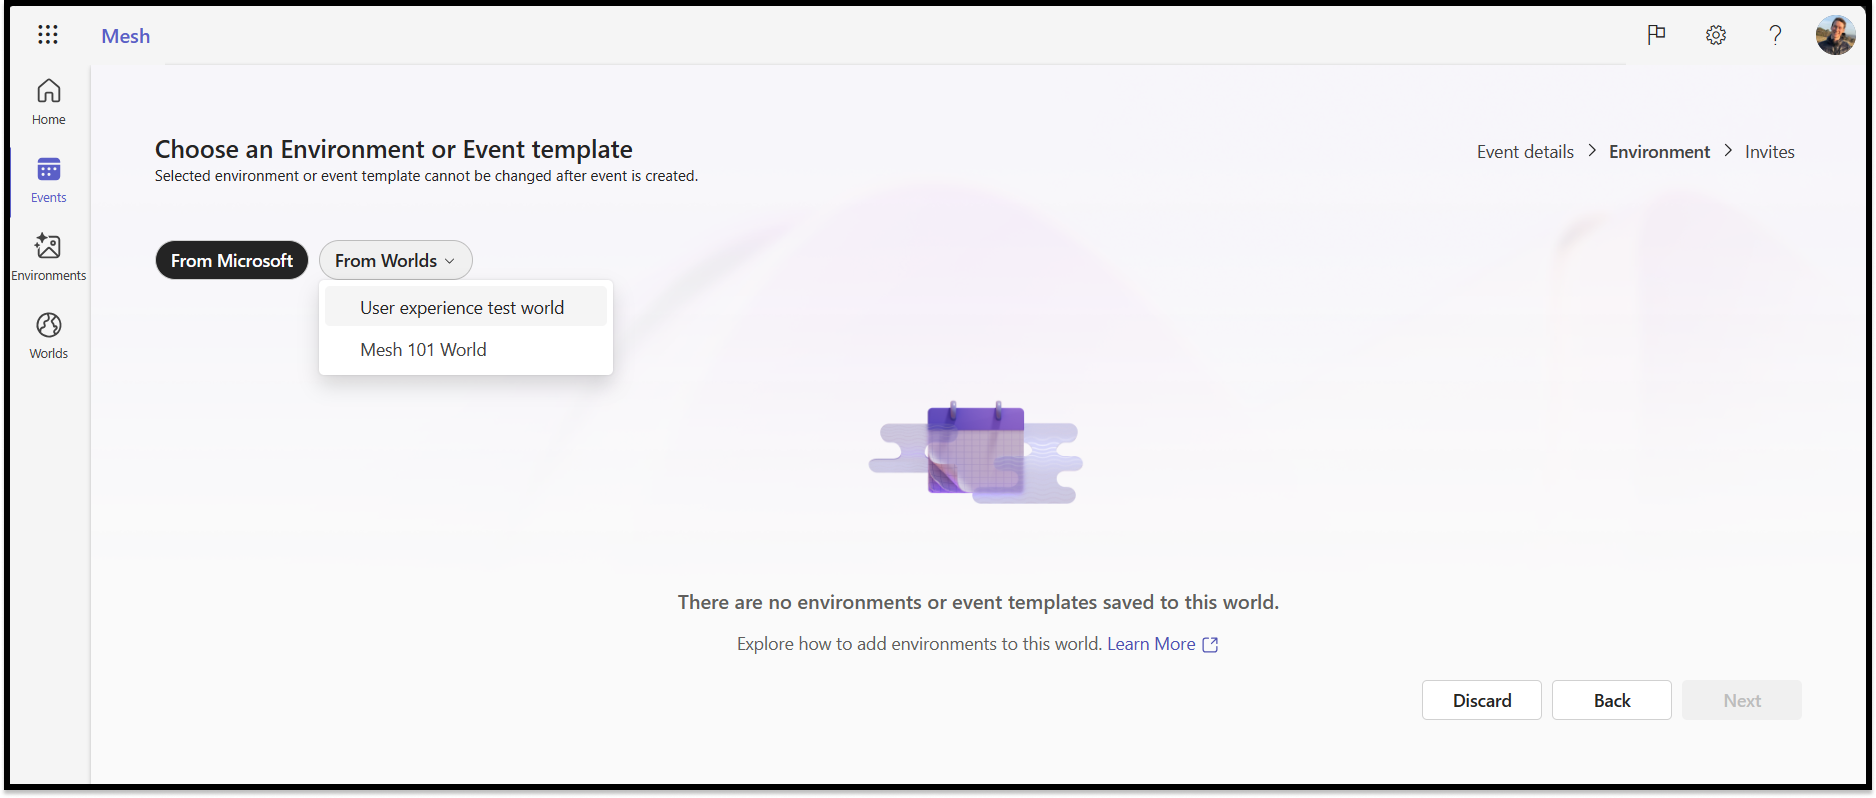 Mesh
Home
Events
Environments
Worlds
Choose an Environment or Event template
Selected environment or event template cannot be changed after event is created.
Event details > Environment > Invites
From Microsoft
From Worlds
User experience test world
Mesh 101 World
There are no environments or event templates saved to this world.
Explore how to add environments to this world. Learn More
Discard
Back
Next